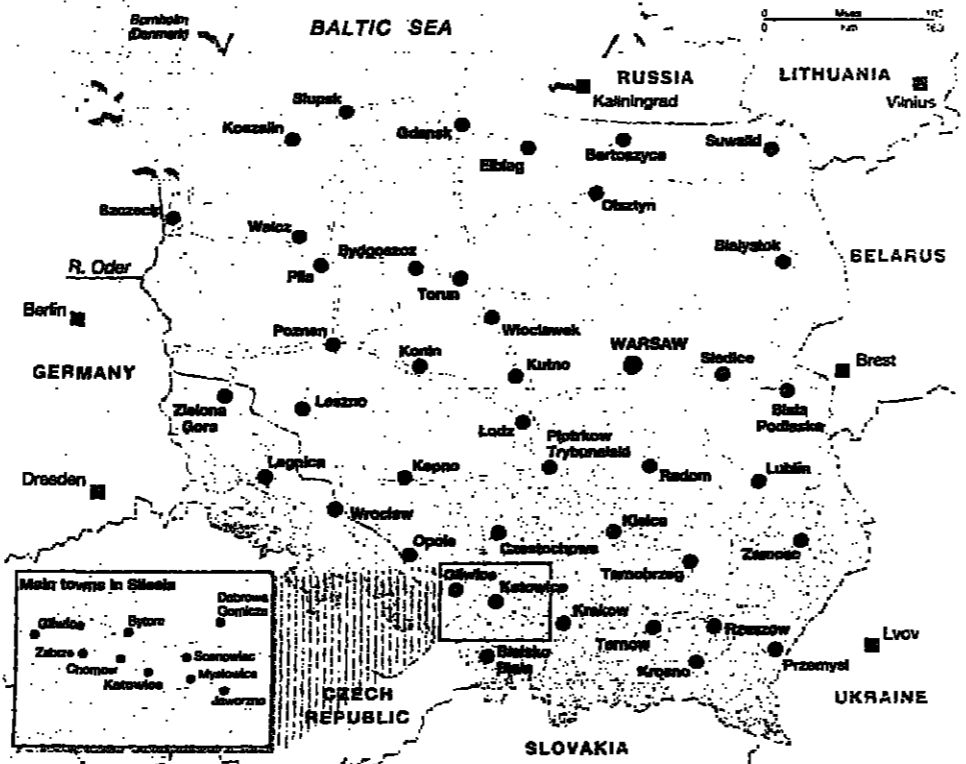 Bornholm
(Denmark)
BALTIC SEA
Miles
Km
RUSSIA
LITHUANIA
Kaliningrad
Vilnius
Slupsk
Koszalin
Gdansk
Elblag
Bartoszyce
Suwalki
Szczecin
Olsztyn
Walcz
Bydgoszcz
Bialystok
BELARUS
R. Oder
Pila
Torun
Berlin
Wloclawek
Poznan
Konin
Kutno
WARSAW
Siedlce
Brest
GERMANY
Zielona
Gora
Leszno
Biala
Podlaska
Łodz
Piotrkow
Trybunalski
Legnica
Kepno
Radom
Lublin
Dresden
Wroclaw
Kielce
Opole
Czestochowa
Zamosc
Tarnobrzeg
Gliwice
Katowice
Krakow
Tarnow
Rzeszow
Lvov
Bielsko
Biala
Krosno
Przemysl
Main towns in Silesia
Dabrowa
Gornicza
Gliwice
Bytom
Zabrze
Chorzow
Sosnowiec
Katowice
Myslowice
Jaworzno
CZECH
REPUBLIC
UKRAINE
SLOVAKIA